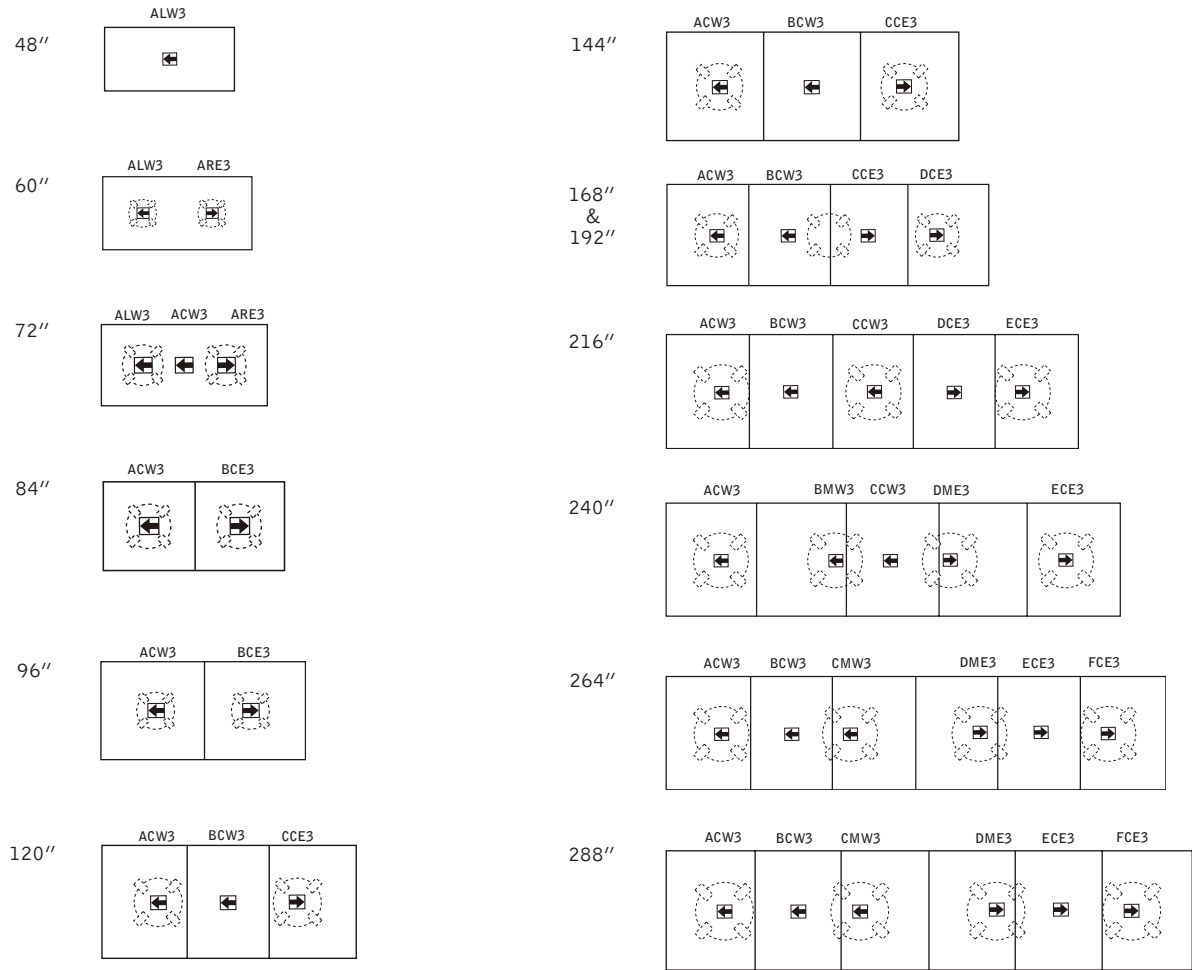 48″
ALW3
60″
ALW3 ARE3
72″
ALW3 ACW3 ARE3
84″
ACW3 BCE3
96″
ACW3 BCE3
120″
ACW3 BCW3 CCE3
144″
ACW3 BCW3 CCE3
168″
&
192″
ACW3 BCW3 CCE3 DCE3
216″
ACW3 BCW3 CCW3 DCE3 ECE3
240″
ACW3 BMW3 CCW3 DME3 ECE3
264″
ACW3 BCW3 CMW3 DME3 ECE3 FCE3
288″
ACW3 BCW3 CMW3 DME3 ECE3 FCE3